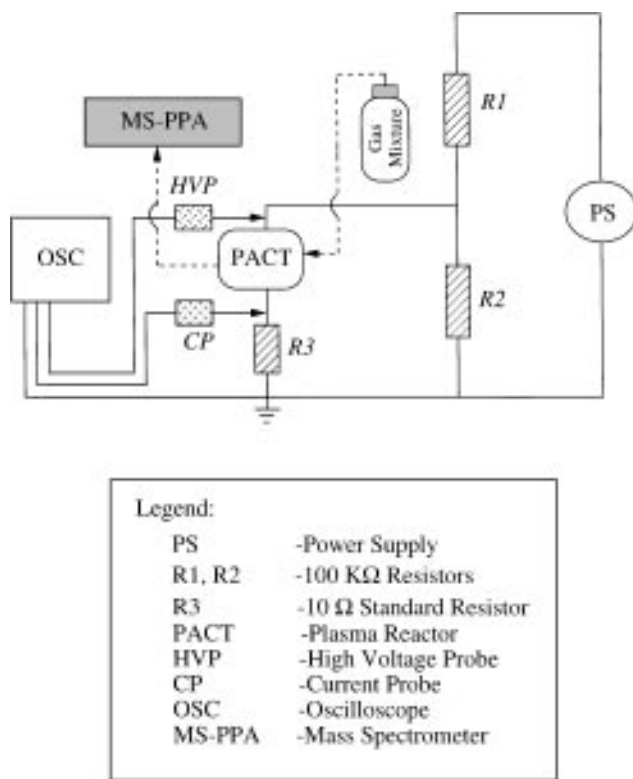 MS-PPA
Gas
Mixture
R1
HVP
PS
OSC
PACT
R2
CP
R3
Legend:
PS -Power Supply
R1, R2 -100 KΩ Resistors
R3 -10 Ω Standard Resistor
PACT -Plasma Reactor
HVP -High Voltage Probe
CP -Current Probe
OSC -Oscilloscope
MS-PPA -Mass Spectrometer